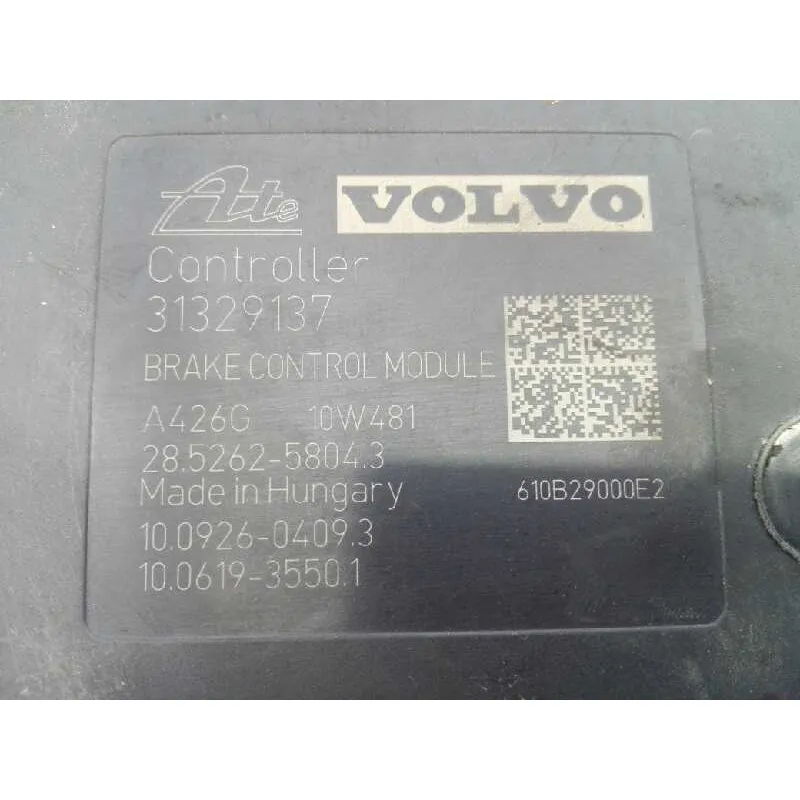 Ate VOLVO
Controller
31329137
BRAKE CONTROL MODULE
A426G 10W481
28.5262-5804.3
Made in Hungary 610B29000E2
10.0926-0409.3
10.0619-3550.1